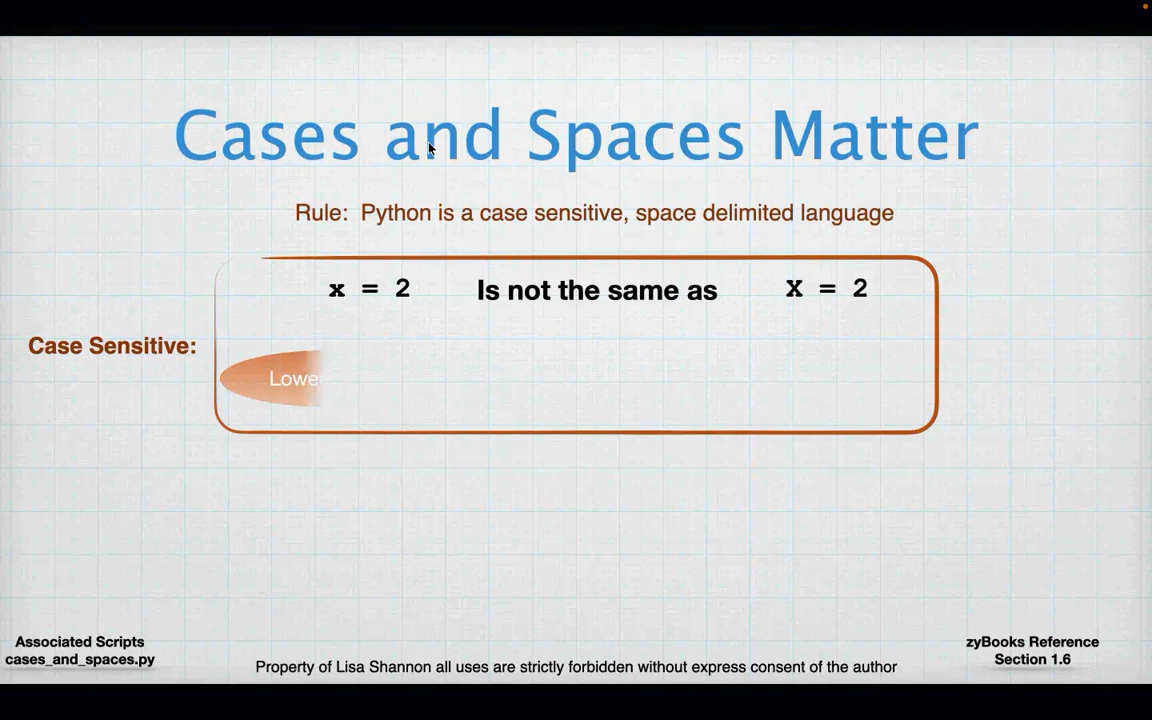 Cases and Spaces Matter
Rule: Python is a case sensitive, space delimited language
x = 2 Is not the same as X = 2
Case Sensitive:
Associated Scripts
cases_and_spaces.py
Property of Lisa Shannon all uses are strictly forbidden without express consent of the author
zyBooks Reference
Section 1.6